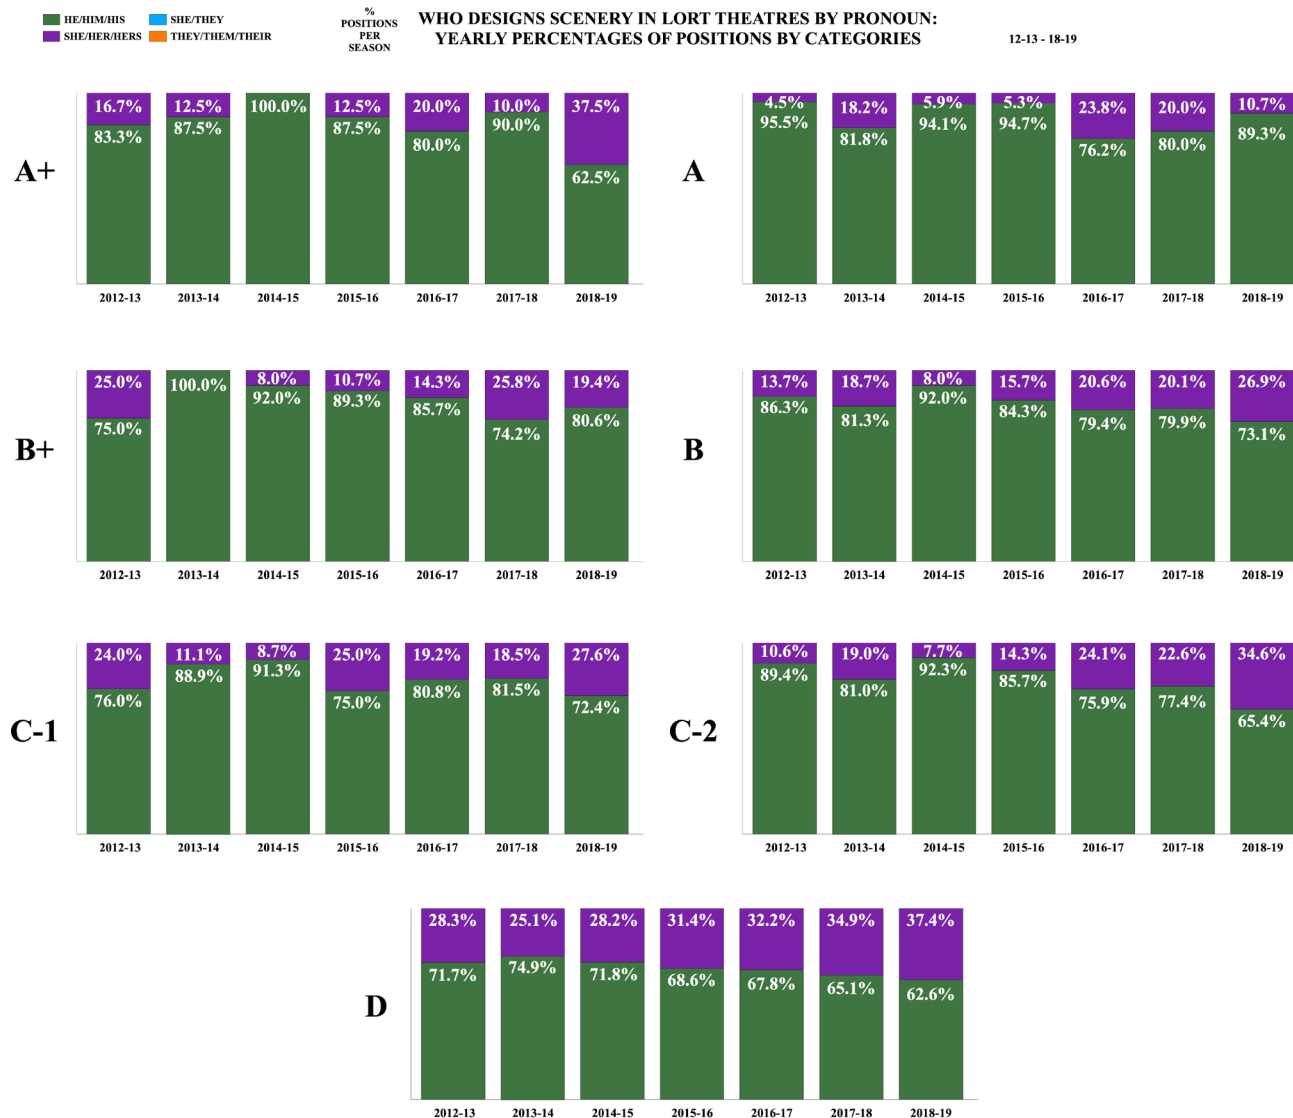 HE/HIM/HIS
SHE/THEY
SHE/HER/HERS
THEY/THEM/THEIR
%
POSITIONS
PER
SEASON
WHO DESIGNS SCENERY IN LORT THEATRES BY PRONOUN:
YEARLY PERCENTAGES OF POSITIONS BY CATEGORIES
12-13 - 18-19
A+
16.7% 12.5% 100.0% 12.5% 20.0% 10.0% 37.5%
83.3% 87.5% 87.5% 80.0% 90.0% 62.5%
2012-13 2013-14 2014-15 2015-16 2016-17 2017-18 2018-19
A
4.5% 18.2% 5.9% 5.3% 23.8% 20.0% 10.7%
95.5% 81.8% 94.1% 94.7% 76.2% 80.0% 89.3%
2012-13 2013-14 2014-15 2015-16 2016-17 2017-18 2018-19
B+
25.0% 100.0% 8.0% 10.7% 14.3% 25.8% 19.4%
75.0% 92.0% 89.3% 85.7% 74.2% 80.6%
2012-13 2013-14 2014-15 2015-16 2016-17 2017-18 2018-19
B
13.7% 18.7% 8.0% 15.7% 20.6% 20.1% 26.9%
86.3% 81.3% 92.0% 84.3% 79.4% 79.9% 73.1%
2012-13 2013-14 2014-15 2015-16 2016-17 2017-18 2018-19
C-1
24.0% 11.1% 8.7% 25.0% 19.2% 18.5% 27.6%
76.0% 88.9% 91.3% 75.0% 80.8% 81.5% 72.4%
2012-13 2013-14 2014-15 2015-16 2016-17 2017-18 2018-19
C-2
10.6% 19.0% 7.7% 14.3% 24.1% 22.6% 34.6%
89.4% 81.0% 92.3% 85.7% 75.9% 77.4% 65.4%
2012-13 2013-14 2014-15 2015-16 2016-17 2017-18 2018-19
D
28.3% 25.1% 28.2% 31.4% 32.2% 34.9% 37.4%
71.7% 74.9% 71.8% 68.6% 67.8% 65.1% 62.6%
2012-13 2013-14 2014-15 2015-16 2016-17 2017-18 2018-19